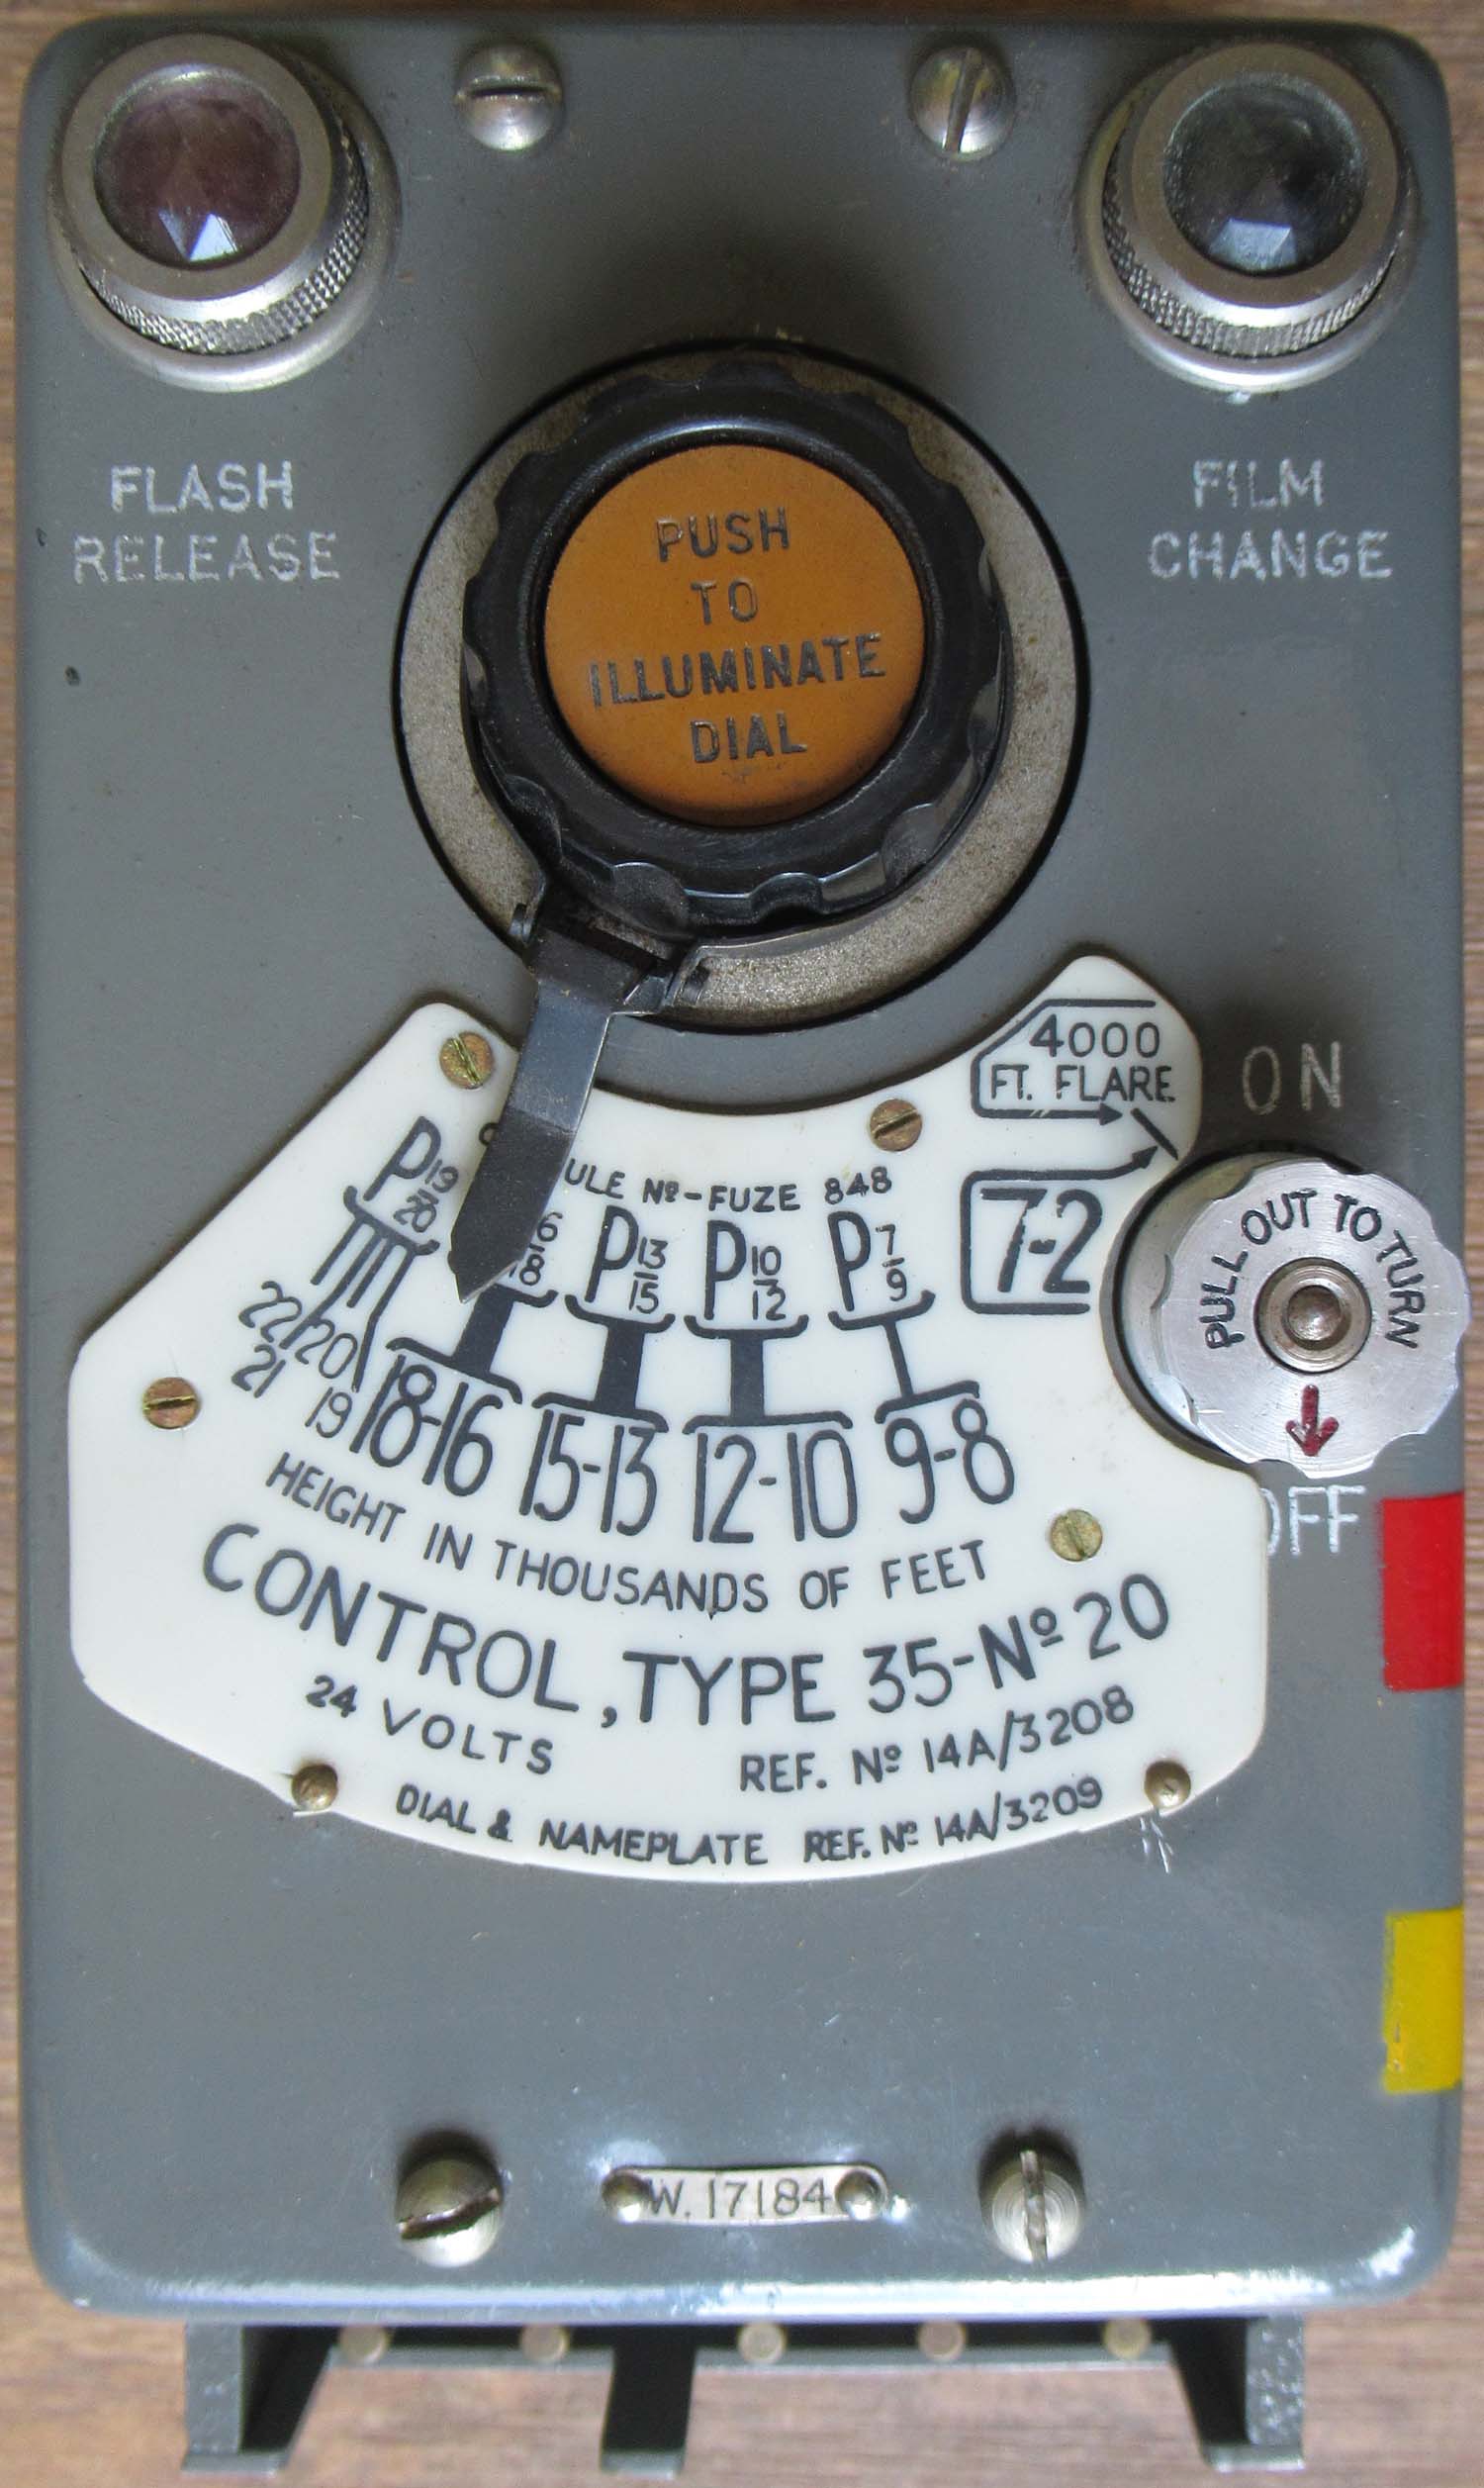 FLASH
RELEASE
FILM
CHANGE
PUSH
TO
ILLUMINATE
DIAL
4000
FT. FLARE
ON
Nº-FUZE 848
P 19/20
P 13/15
P 10/12
P 7/9
7-2
PULL OUT TO TURN
22 21 20 19 18-16 15-13 12-10 9-8
HEIGHT IN THOUSANDS OF FEET
OFF
CONTROL, TYPE 35-Nº 20
24 VOLTS
REF. Nº 14A/3208
DIAL & NAMEPLATE REF. Nº 14A/3209
W.17184